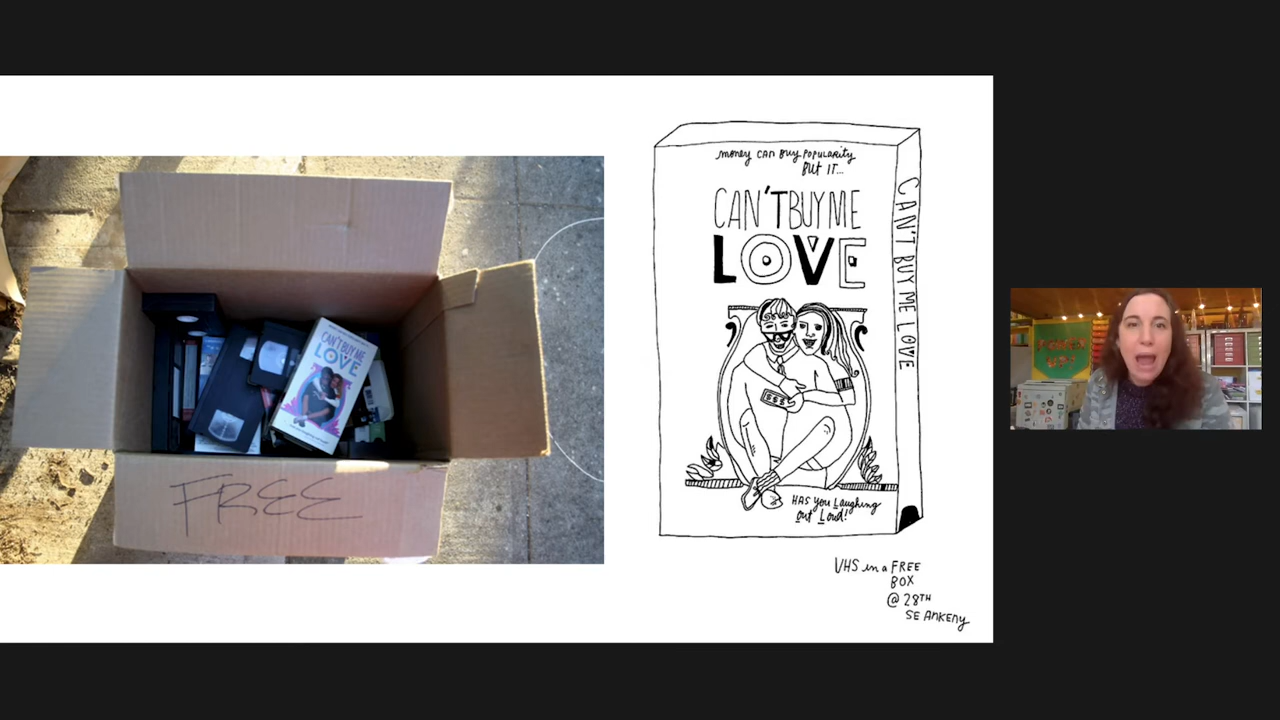 CAN'T BUY ME
LOVE
FREE
money CAN BUY POPULARITY
BUT IT...
CAN'T BUY ME
LOVE
CAN'T BUY ME LOVE
HAS YOU LAUGHING
OUT LOUD!
VHS in a FREE
BOX
@ 28TH
SE ANKENY